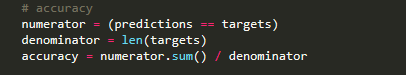 # accuracy
numerator = (predictions == targets)
denominator = len(targets)
accuracy = numerator.sum() / denominator